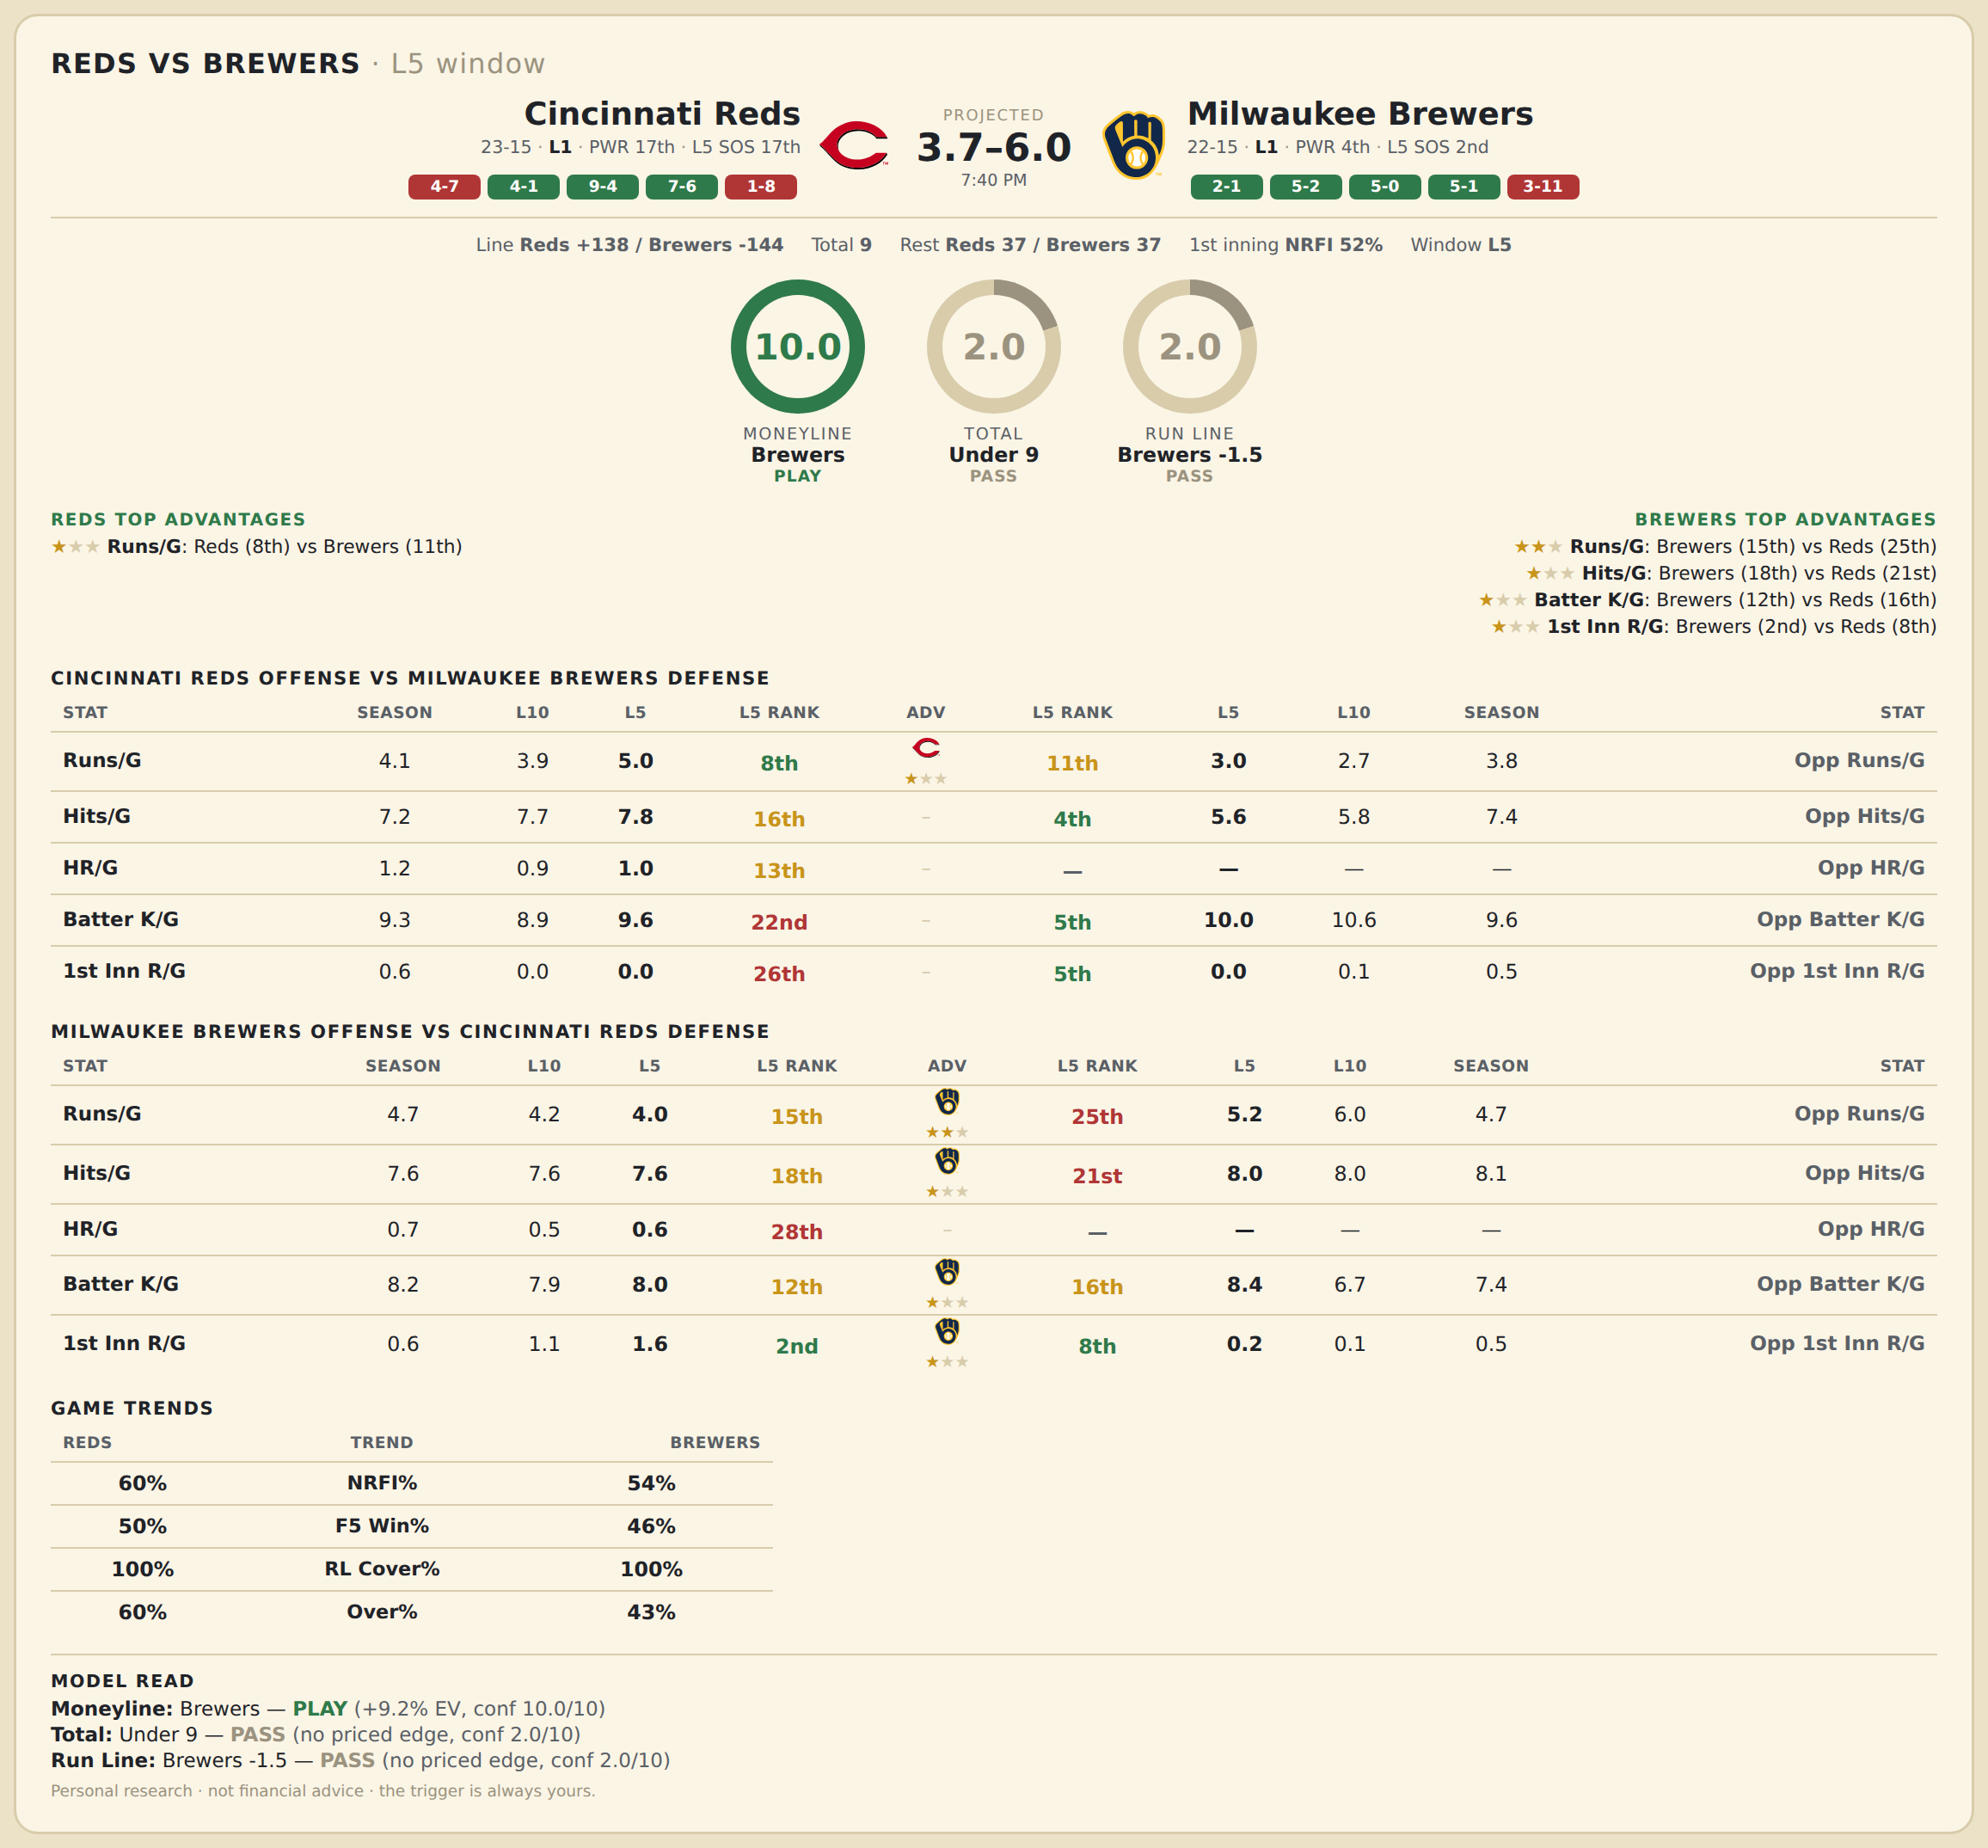 REDS VS BREWERS · L5 window
Cincinnati Reds
23-15 · L1 · PWR 17th · L5 SOS 17th
4-7 4-1 9-4 7-6 1-8
PROJECTED
3.7–6.0
7:40 PM
Milwaukee Brewers
22-15 · L1 · PWR 4th · L5 SOS 2nd
2-1 5-2 5-0 5-1 3-11
Line Reds +138 / Brewers -144 Total 9 Rest Reds 37 / Brewers 37 1st inning NRFI 52% Window L5
10.0 2.0 2.0
MONEYLINE TOTAL RUN LINE
Brewers Under 9 Brewers -1.5
PLAY PASS PASS
REDS TOP ADVANTAGES
★★★ Runs/G: Reds (8th) vs Brewers (11th)
BREWERS TOP ADVANTAGES
★★★ Runs/G: Brewers (15th) vs Reds (25th)
★★★ Hits/G: Brewers (18th) vs Reds (21st)
★★★ Batter K/G: Brewers (12th) vs Reds (16th)
★★★ 1st Inn R/G: Brewers (2nd) vs Reds (8th)
CINCINNATI REDS OFFENSE VS MILWAUKEE BREWERS DEFENSE
STAT SEASON L10 L5 L5 RANK ADV L5 RANK L5 L10 SEASON STAT
Runs/G 4.1 3.9 5.0 8th ★★★ 11th 3.0 2.7 3.8 Opp Runs/G
Hits/G 7.2 7.7 7.8 16th – 4th 5.6 5.8 7.4 Opp Hits/G
HR/G 1.2 0.9 1.0 13th – — — — — Opp HR/G
Batter K/G 9.3 8.9 9.6 22nd – 5th 10.0 10.6 9.6 Opp Batter K/G
1st Inn R/G 0.6 0.0 0.0 26th – 5th 0.0 0.1 0.5 Opp 1st Inn R/G
MILWAUKEE BREWERS OFFENSE VS CINCINNATI REDS DEFENSE
STAT SEASON L10 L5 L5 RANK ADV L5 RANK L5 L10 SEASON STAT
Runs/G 4.7 4.2 4.0 15th ★★★ 25th 5.2 6.0 4.7 Opp Runs/G
Hits/G 7.6 7.6 7.6 18th ★★★ 21st 8.0 8.0 8.1 Opp Hits/G
HR/G 0.7 0.5 0.6 28th – — — — — Opp HR/G
Batter K/G 8.2 7.9 8.0 12th ★★★ 16th 8.4 6.7 7.4 Opp Batter K/G
1st Inn R/G 0.6 1.1 1.6 2nd ★★★ 8th 0.2 0.1 0.5 Opp 1st Inn R/G
GAME TRENDS
REDS TREND BREWERS
60% NRFI% 54%
50% F5 Win% 46%
100% RL Cover% 100%
60% Over% 43%
MODEL READ
Moneyline: Brewers — PLAY (+9.2% EV, conf 10.0/10)
Total: Under 9 — PASS (no priced edge, conf 2.0/10)
Run Line: Brewers -1.5 — PASS (no priced edge, conf 2.0/10)
Personal research · not financial advice · the trigger is always yours.